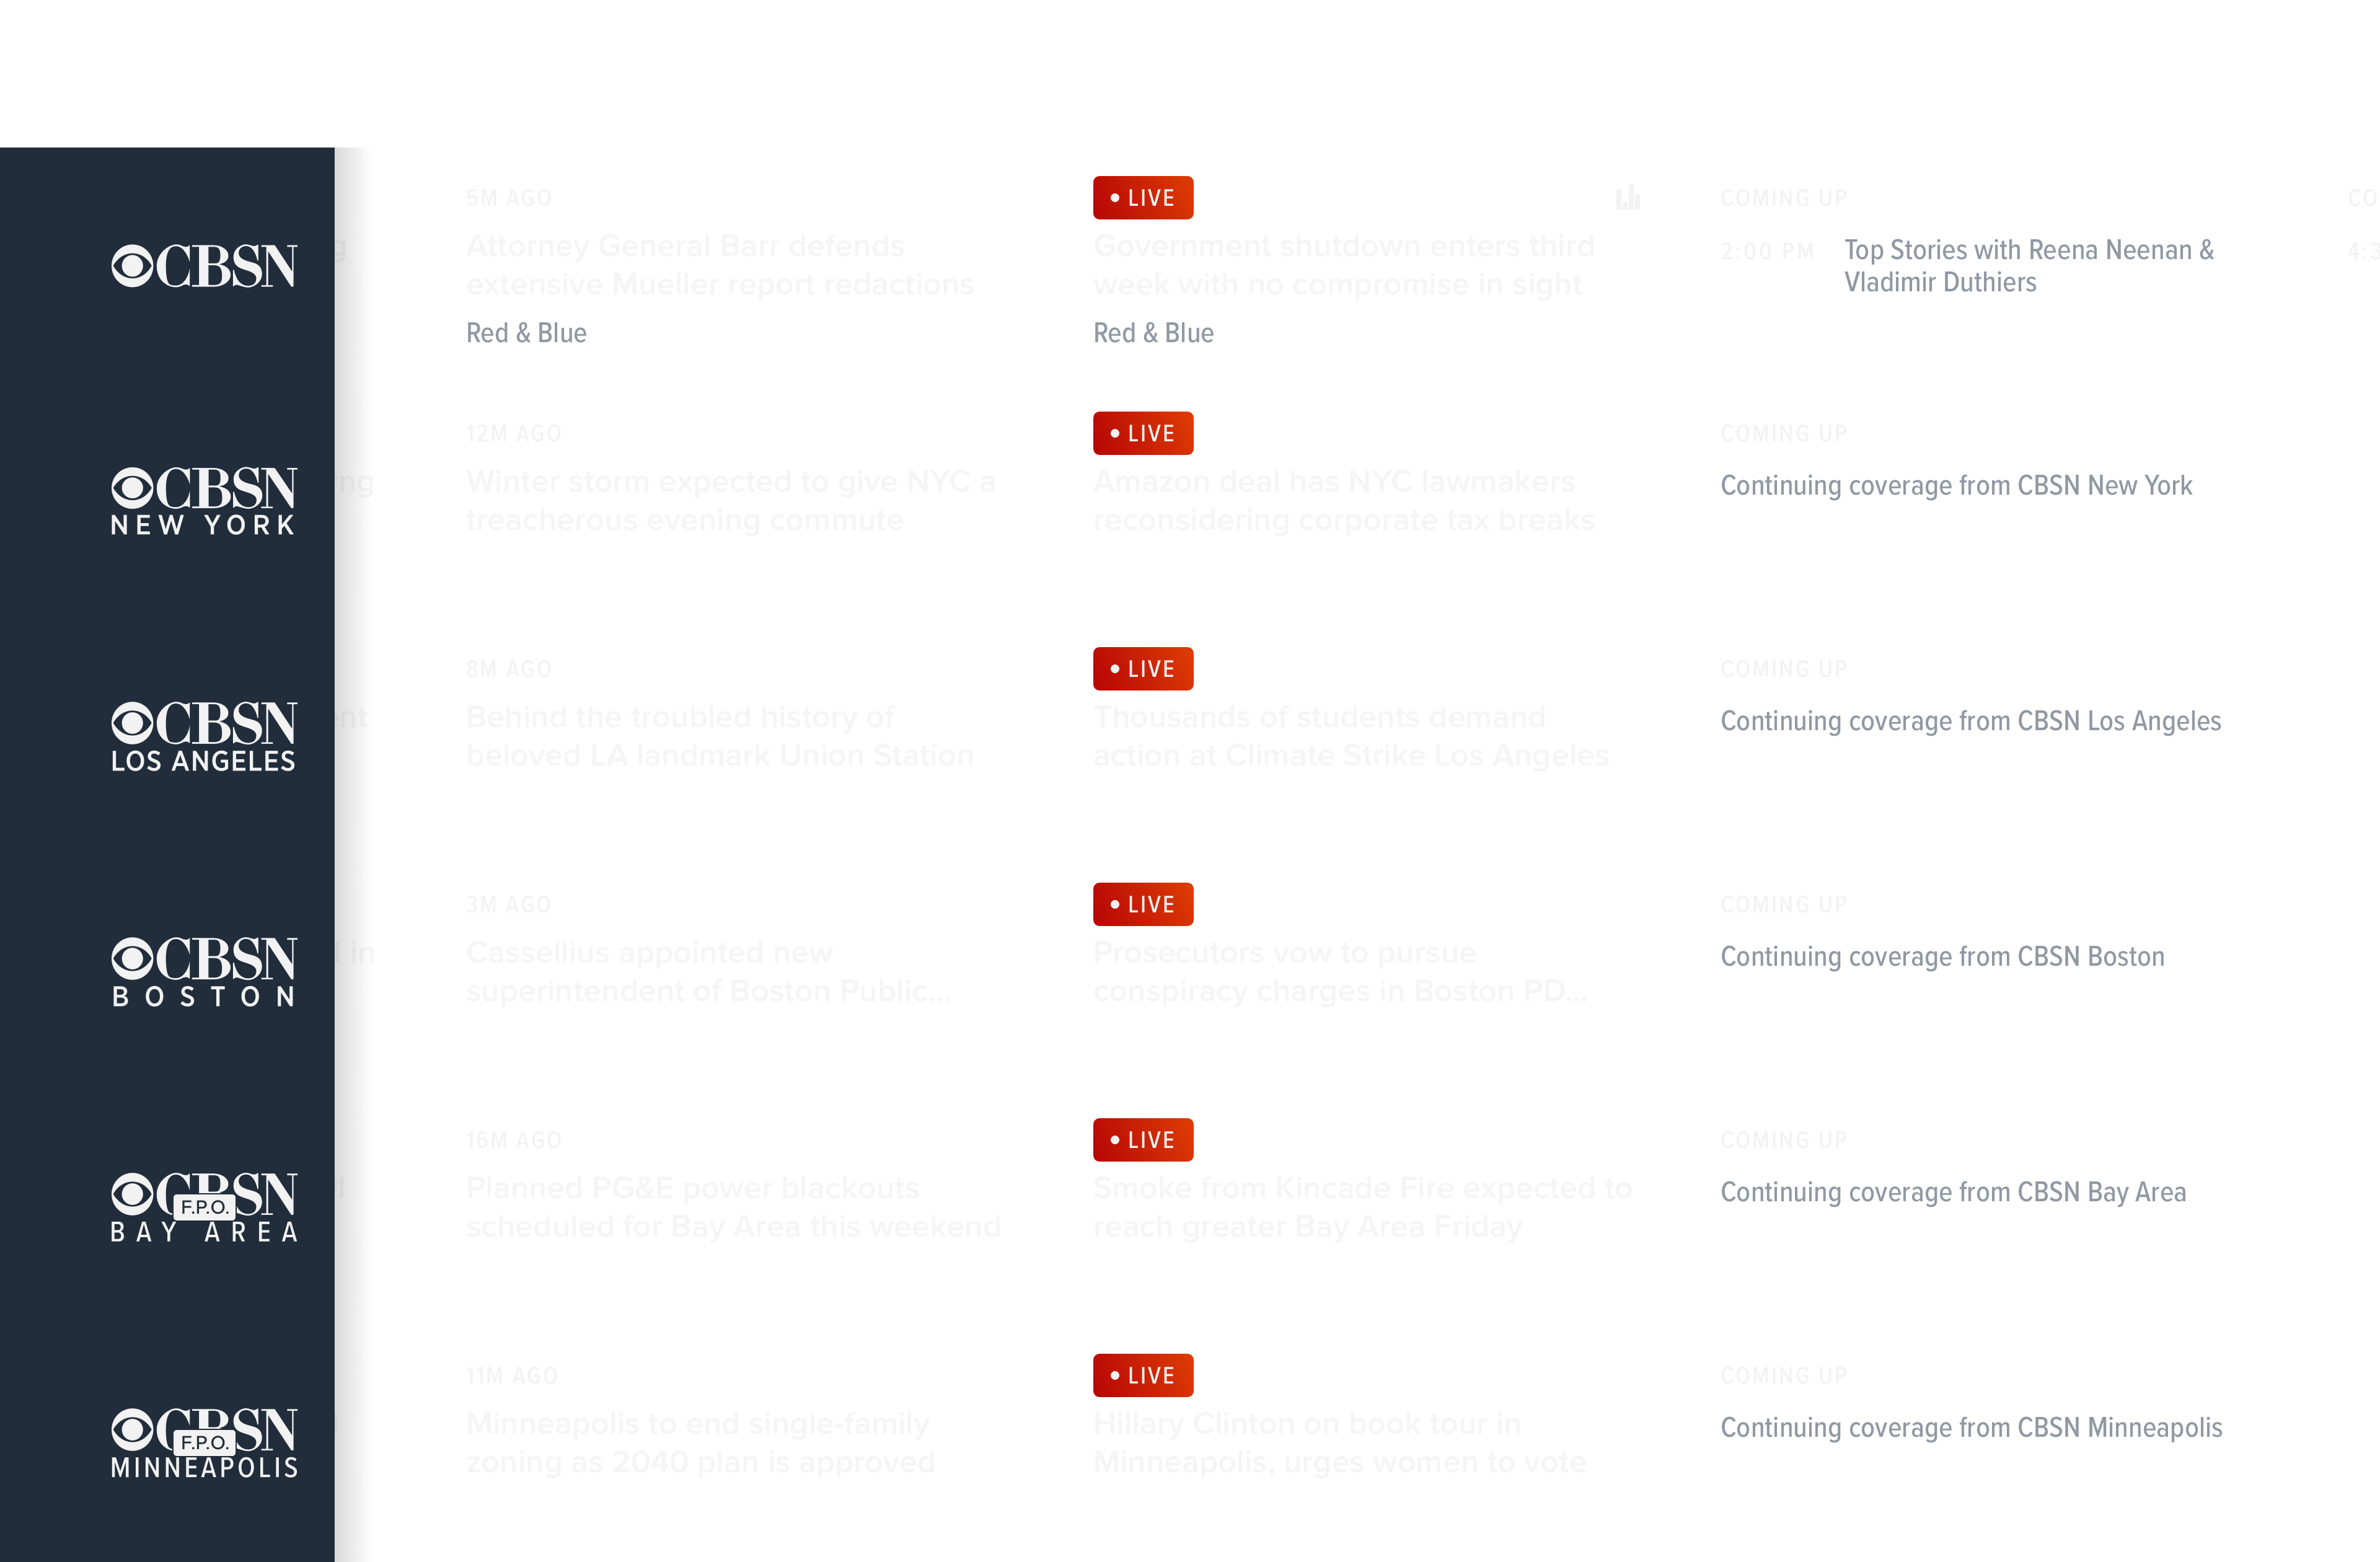 CBSN
5M AGO
Attorney General Barr defends
extensive Mueller report redactions
Red & Blue
LIVE
Government shutdown enters third
week with no compromise in sight
Red & Blue
COMING UP
2:00 PM
Top Stories with Reena Neenan &
Vladimir Duthiers
CBSN
NEW YORK
12M AGO
Winter storm expected to give NYC a
treacherous evening commute
LIVE
Amazon deal has NYC lawmakers
reconsidering corporate tax breaks
COMING UP
Continuing coverage from CBSN New York
CBSN
LOS ANGELES
8M AGO
Behind the troubled history of
beloved LA landmark Union Station
LIVE
Thousands of students demand
action at Climate Strike Los Angeles
COMING UP
Continuing coverage from CBSN Los Angeles
CBSN
BOSTON
in
3M AGO
Cassellius appointed new
superintendent of Boston Public...
LIVE
Prosecutors vow to pursue
conspiracy charges in Boston PD...
COMING UP
Continuing coverage from CBSN Boston
CBSN
F.P.O.
BAY AREA
16M AGO
Planned PG&E power blackouts
scheduled for Bay Area this weekend
LIVE
Smoke from Kincade Fire expected to
reach greater Bay Area Friday
COMING UP
Continuing coverage from CBSN Bay Area
CBSN
F.P.O.
MINNEAPOLIS
11M AGO
Minneapolis to end single-family
zoning as 2040 plan is approved
LIVE
Hillary Clinton on book tour in
Minneapolis, urges women to vote
COMING UP
Continuing coverage from CBSN Minneapolis